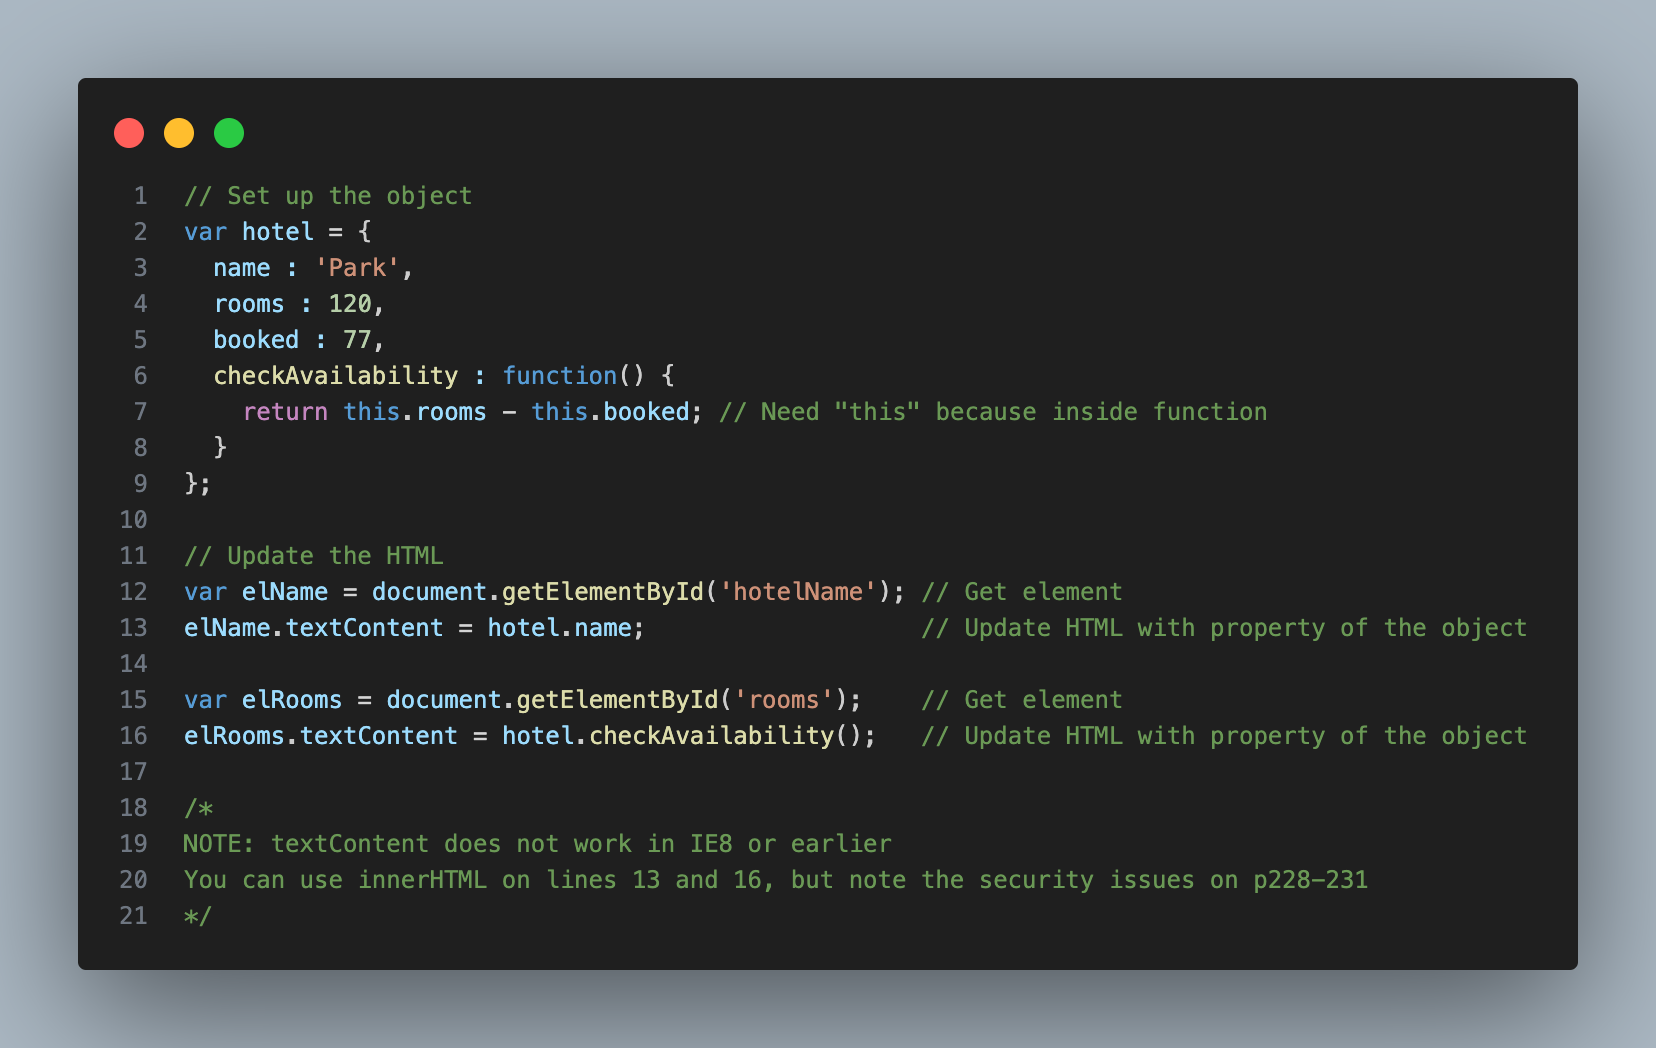 1 // Set up the object
2 var hotel = {
3   name : 'Park',
4   rooms : 120,
5   booked : 77,
6   checkAvailability : function() {
7     return this.rooms - this.booked; // Need "this" because inside function
8   }
9 };
10
11 // Update the HTML
12 var elName = document.getElementById('hotelName'); // Get element
13 elName.textContent = hotel.name;                   // Update HTML with property of the object
14
15 var elRooms = document.getElementById('rooms');    // Get element
16 elRooms.textContent = hotel.checkAvailability();   // Update HTML with property of the object
17
18 /*
19 NOTE: textContent does not work in IE8 or earlier
20 You can use innerHTML on lines 13 and 16, but note the security issues on p228-231
21 */